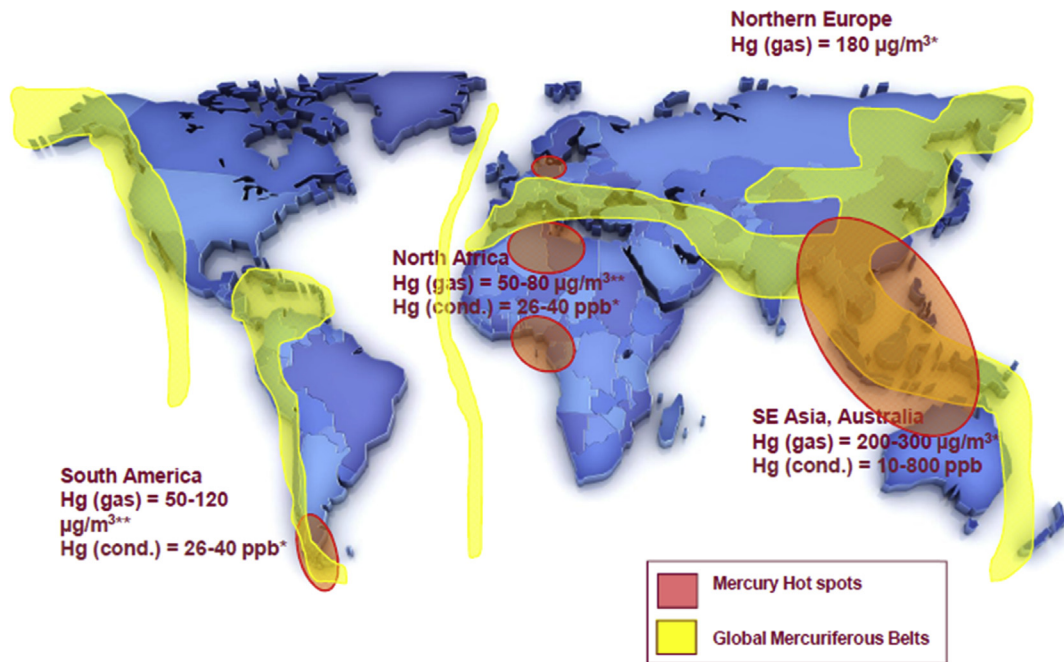 Northern Europe
Hg (gas) = 180 µg/m³*
North Africa
Hg (gas) = 50-80 µg/m³**
Hg (cond.) = 26-40 ppb*
SE Asia, Australia
Hg (gas) = 200-300 µg/m³*
Hg (cond.) = 10-800 ppb
South America
Hg (gas) = 50-120
µg/m³**
Hg (cond.) = 26-40 ppb*
Mercury Hot spots
Global Mercuriferous Belts